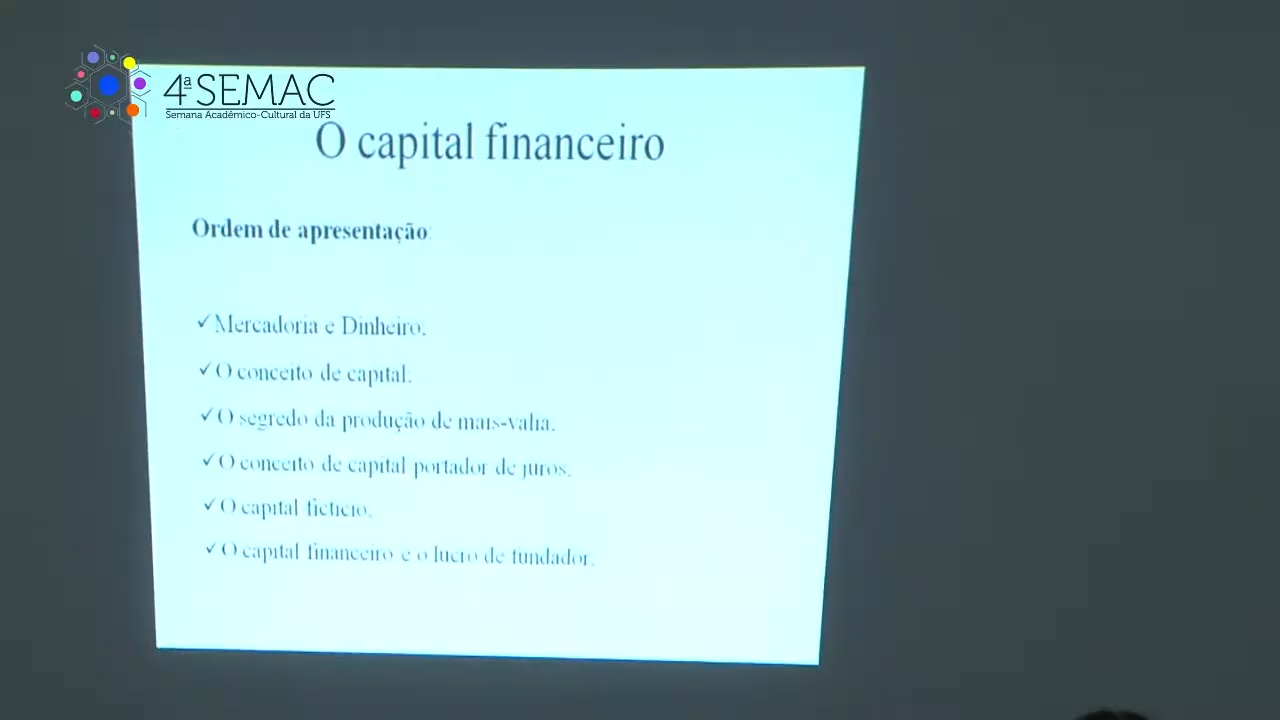 4ª SEMAC
Semana Acadêmico-Cultural da UFS
O capital financeiro
Ordem de apresentação:
✓Mercadoria e Dinheiro;
✓O conceito de capital;
✓O segredo da produção de mais-valia.
✓O conceito de capital portador de juros.
✓O capital fictício.
✓O capital financeiro e o lucro de fundador.